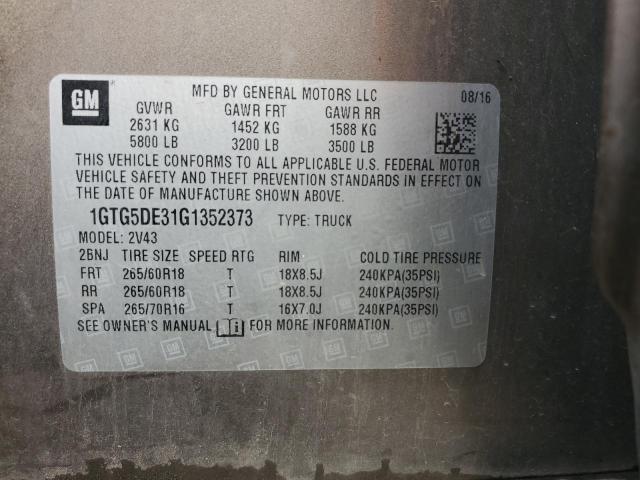 GM
MFD BY GENERAL MOTORS LLC 08/16
GVWR GAWR FRT GAWR RR
2631 KG 1452 KG 1588 KG
5800 LB 3200 LB 3500 LB
THIS VEHICLE CONFORMS TO ALL APPLICABLE U.S. FEDERAL MOTOR
VEHICLE SAFETY AND THEFT PREVENTION STANDARDS IN EFFECT ON
THE DATE OF MANUFACTURE SHOWN ABOVE.
1GTG5DE31G1352373 TYPE: TRUCK
MODEL: 2V43
26NJ TIRE SIZE SPEED RTG RIM COLD TIRE PRESSURE
FRT 265/60R18 T 18X8.5J 240KPA(35PSI)
RR 265/60R18 T 18X8.5J 240KPA(35PSI)
SPA 265/70R16 T 16X7.0J 240KPA(35PSI)
SEE OWNER'S MANUAL FOR MORE INFORMATION.